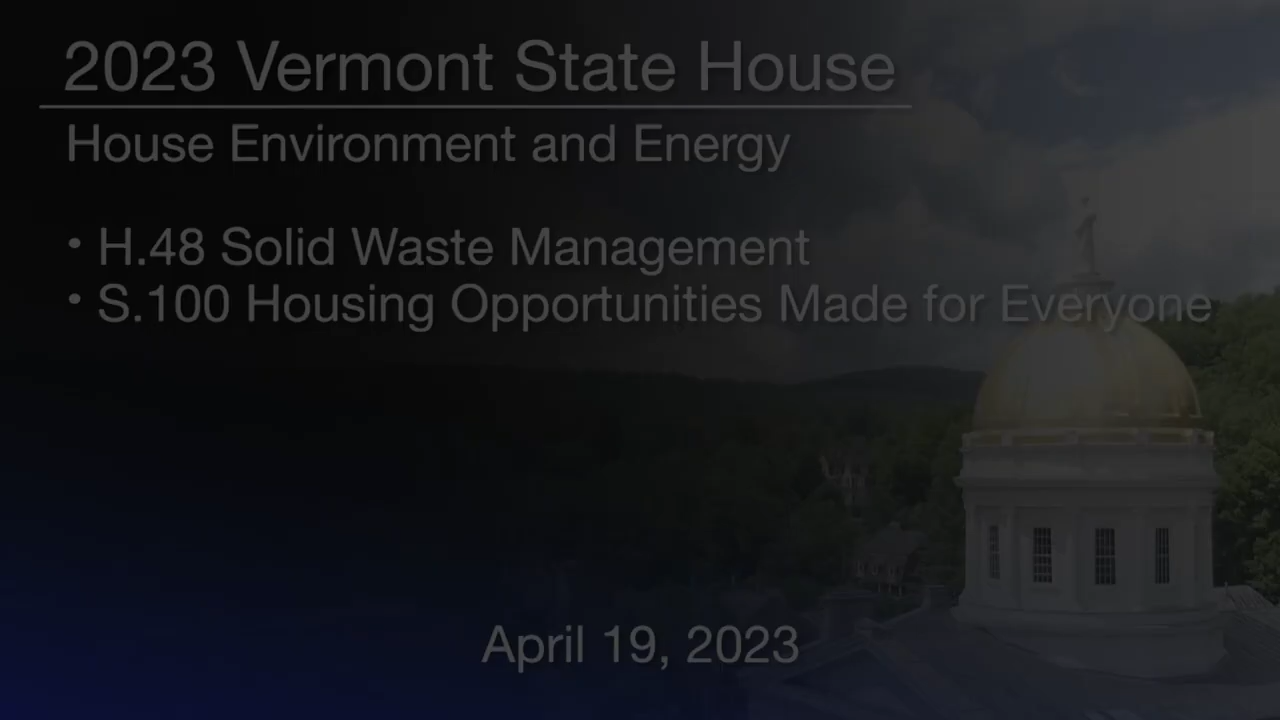 2023 Vermont State House
House Environment and Energy
• H.48 Solid Waste Management
• S.100 Housing Opportunities Made for Everyone
April 19, 2023